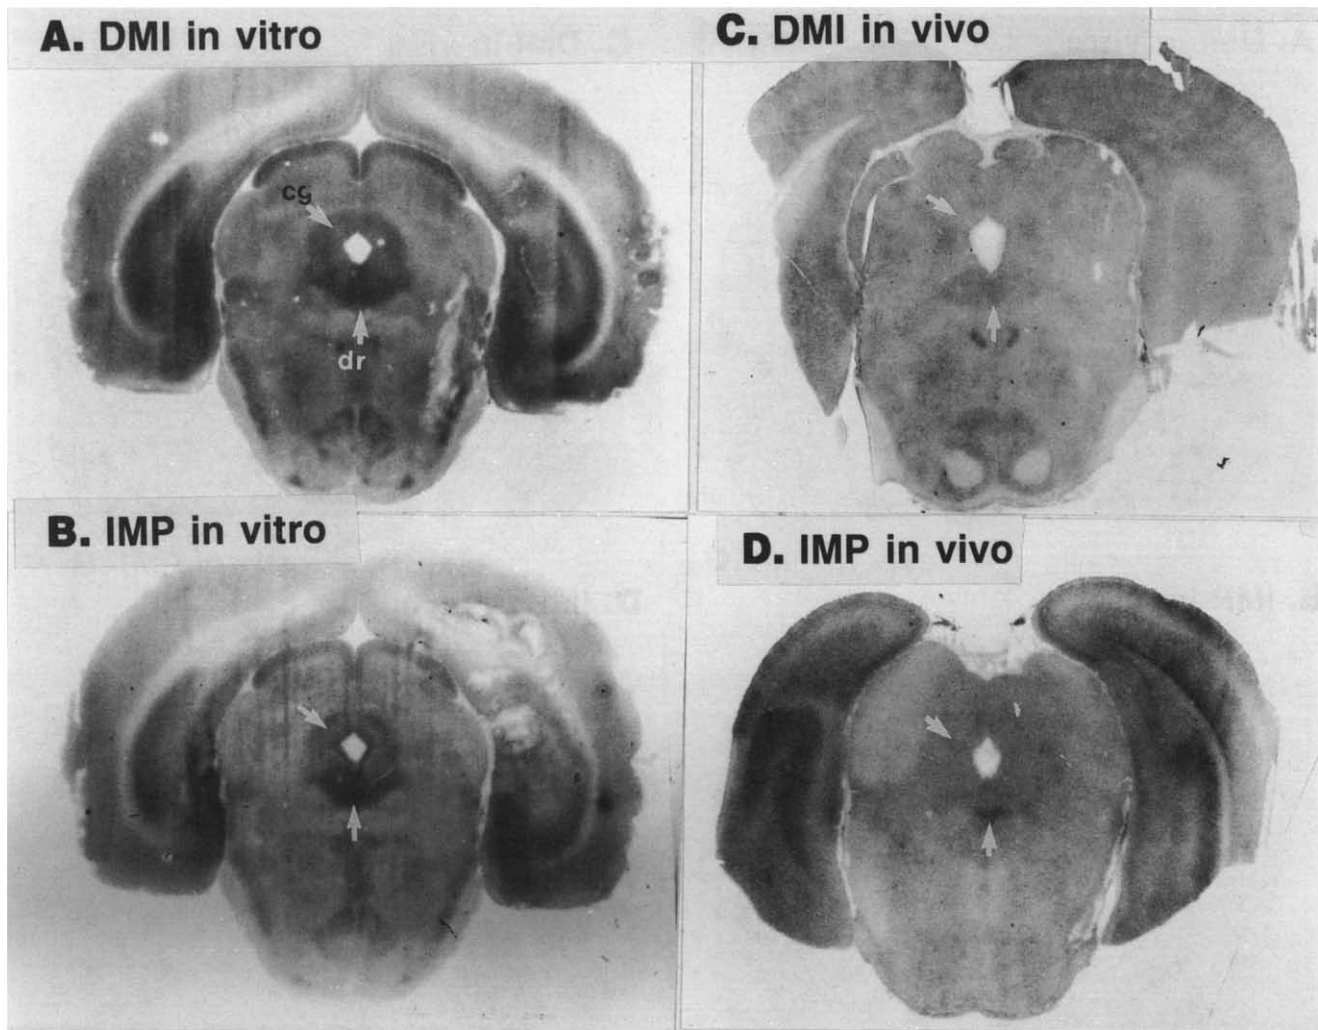 A. DMI in vitro
C. DMI in vivo
cg
dr
B. IMP in vitro
D. IMP in vivo